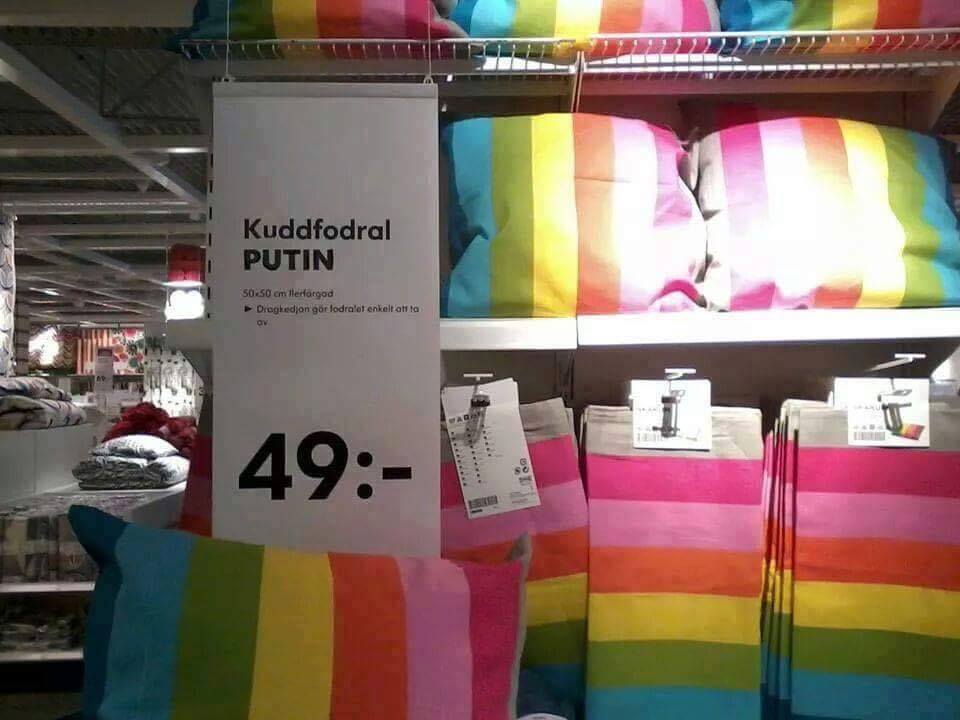 Kuddfodral
PUTIN
50x50 cm flerfärgad
► Dragkedjan gör fodralet enkelt att ta
av.
49:-